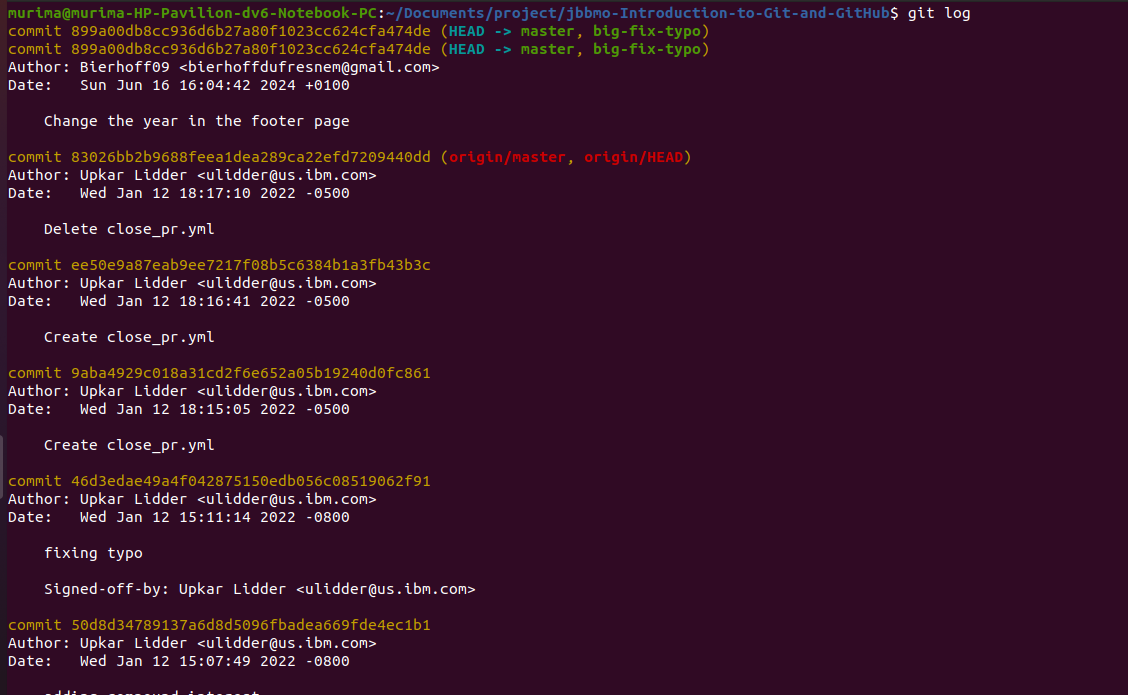 murima@murima-HP-Pavilion-dv6-Notebook-PC:~/Documents/project/jbbmo-Introduction-to-Git-and-GitHub$ git log
commit 899a00db8cc936d6b27a80f1023cc624cfa474de (HEAD -> master, big-fix-typo)
commit 899a00db8cc936d6b27a80f1023cc624cfa474de (HEAD -> master, big-fix-typo)
Author: Bierhoff09 <bierhoffdufresnem@gmail.com>
Date:   Sun Jun 16 16:04:42 2024 +0100
    Change the year in the footer page
commit 83026bb2b9688feea1dea289ca22efd7209440dd (origin/master, origin/HEAD)
Author: Upkar Lidder <ulidder@us.ibm.com>
Date:   Wed Jan 12 18:17:10 2022 -0500
    Delete close_pr.yml
commit ee50e9a87eab9ee7217f08b5c6384b1a3fb43b3c
Author: Upkar Lidder <ulidder@us.ibm.com>
Date:   Wed Jan 12 18:16:41 2022 -0500
    Create close_pr.yml
commit 9aba4929c018a31cd2f6e652a05b19240d0fc861
Author: Upkar Lidder <ulidder@us.ibm.com>
Date:   Wed Jan 12 18:15:05 2022 -0500
    Create close_pr.yml
commit 46d3edae49a4f042875150edb056c08519062f91
Author: Upkar Lidder <ulidder@us.ibm.com>
Date:   Wed Jan 12 15:11:14 2022 -0800
    fixing typo
    Signed-off-by: Upkar Lidder <ulidder@us.ibm.com>
commit 50d8d34789137a6d8d5096fbadea669fde4ec1b1
Author: Upkar Lidder <ulidder@us.ibm.com>
Date:   Wed Jan 12 15:07:49 2022 -0800
    adding compound interest